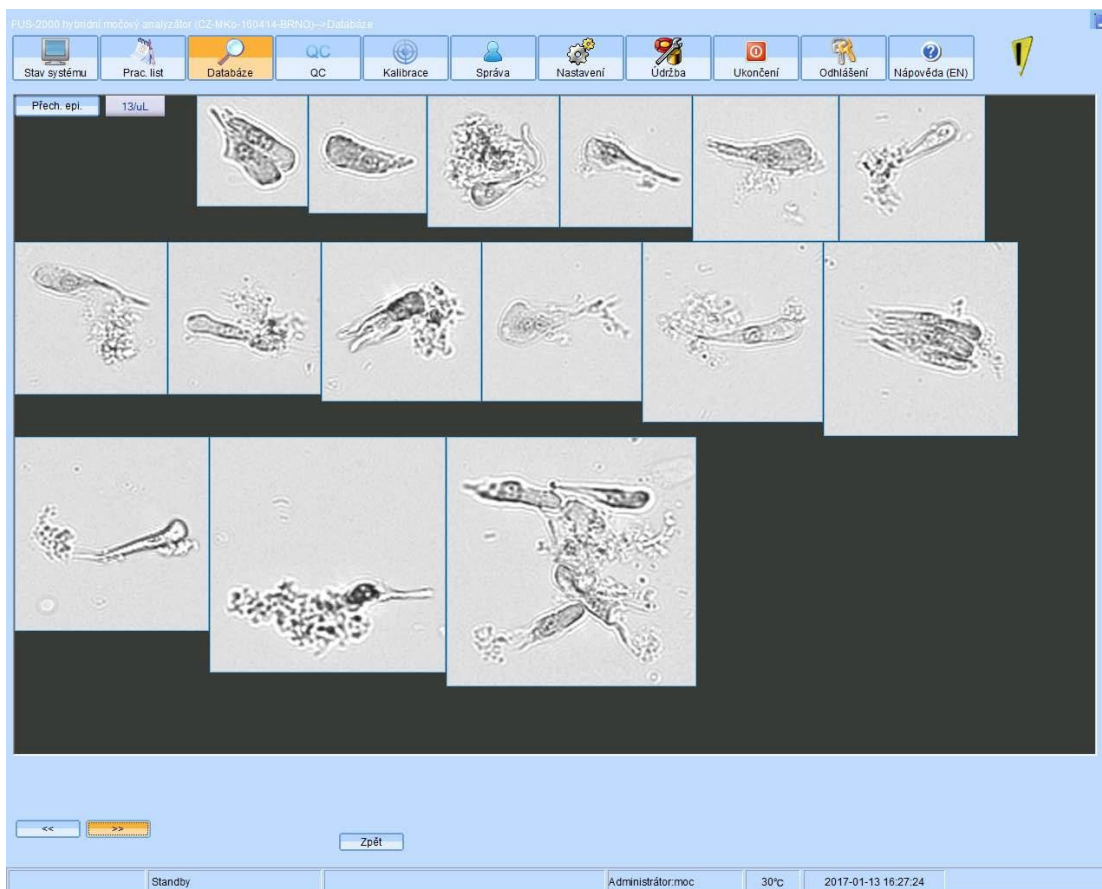 FUS-2000 hybridní močový analyzátor (CZ-MKo-160414-BRNO)-->Databáze
Stav systému
Prac. list
Databáze
QC
QC
Kalibrace
Správa
Nastavení
Údržba
Ukončení
Odhlášení
Nápověda (EN)
Přech. epi.
13/uL
<<
>>
Zpět
Standby
Administrátor:moc
30°C
2017-01-13 16:27:24